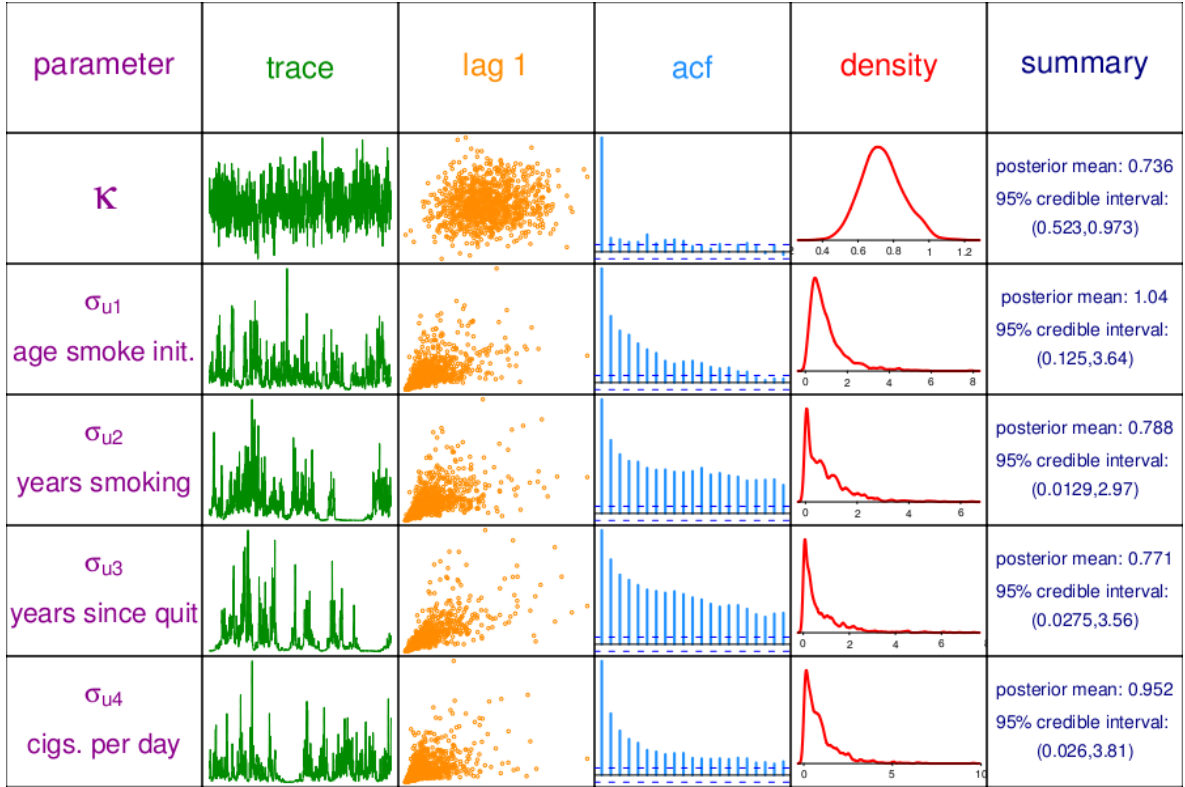 parameter
trace
lag 1
acf
density
summary
κ
0.4 0.6 0.8 1 1.2
posterior mean: 0.736
95% credible interval:
(0.523,0.973)
σu1
age smoke init.
0 2 4 6 8
posterior mean: 1.04
95% credible interval:
(0.125,3.64)
σu2
years smoking
0 2 4 6
posterior mean: 0.788
95% credible interval:
(0.0129,2.97)
σu3
years since quit
0 2 4 6
posterior mean: 0.771
95% credible interval:
(0.0275,3.56)
σu4
cigs. per day
0 2 4 6 8 10
posterior mean: 0.952
95% credible interval:
(0.026,3.81)